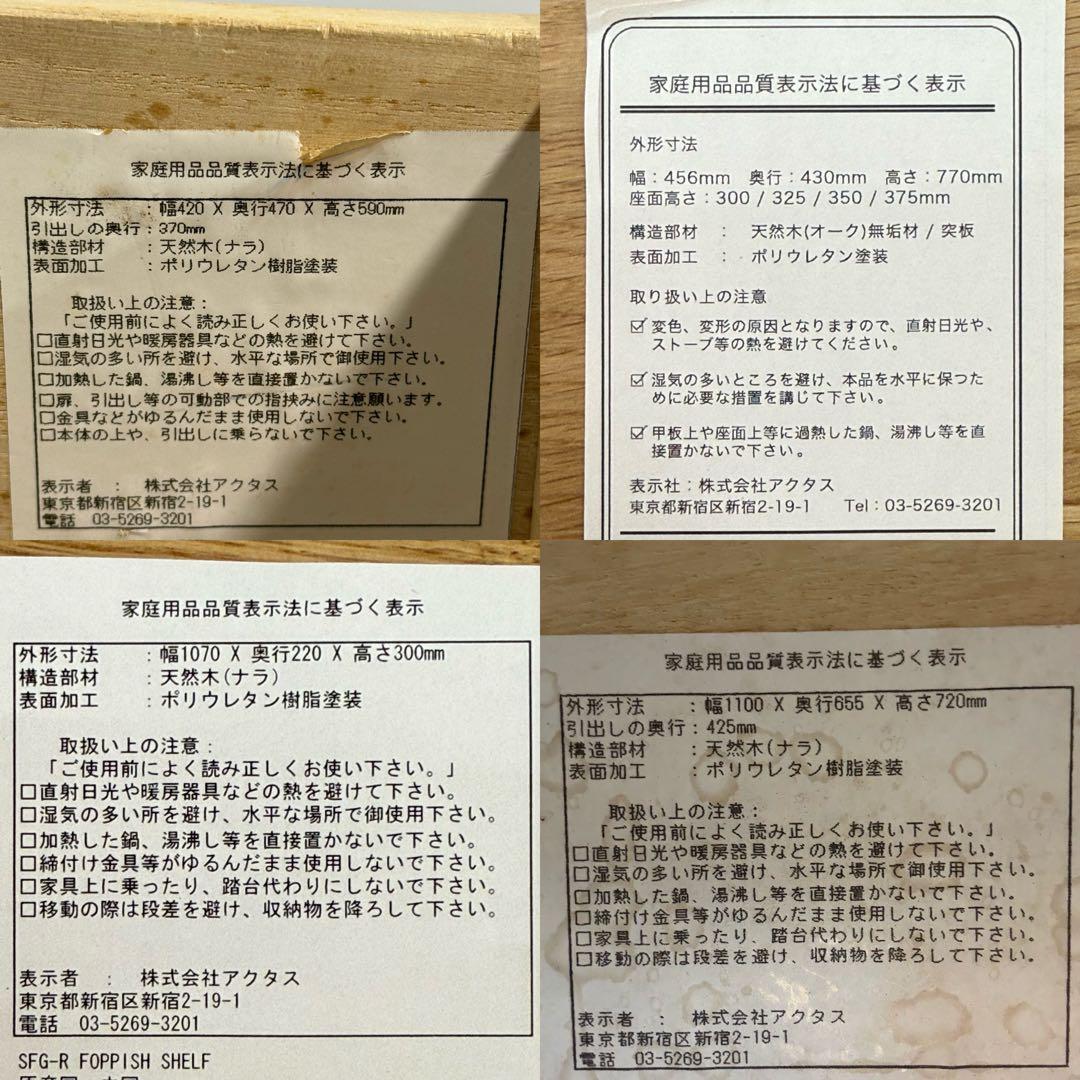 家庭用品品質表示法に基づく表示
外形寸法　　：幅420 X 奥行470 X 高さ590mm
引出しの奥行：370mm
構造部材　　：天然木(ナラ)
表面加工　　：ポリウレタン樹脂塗装
取扱い上の注意：
「ご使用前によく読み正しくお使い下さい。」
□直射日光や暖房器具などの熱を避けて下さい。
□湿気の多い所を避け、水平な場所で御使用下さい。
□加熱した鍋、湯沸し等を直接置かないで下さい。
□扉、引出し等の可動部での指挟みに注意願います。
□金具などがゆるんだまま使用しないで下さい。
□本体の上や、引出しに乗らないで下さい。
表示者　：　株式会社アクタス
東京都新宿区新宿2-19-1
電話　03-5269-3201
家庭用品品質表示法に基づく表示
外形寸法
幅：456mm　奥行：430mm　高さ：770mm
座面高さ：300 / 325 / 350 / 375mm
構造部材　：　天然木(オーク)無垢材 / 突板
表面加工　：　ポリウレタン塗装
取り扱い上の注意
☑変色、変形の原因となりますので、直射日光や、
ストーブ等の熱を避けてください。
☑湿気の多いところを避け、本品を水平に保つた
めに必要な措置を講じて下さい。
☑甲板上や座面上等に過熱した鍋、湯沸し等を直
接置かないで下さい。
表示社：株式会社アクタス
東京都新宿区新宿2-19-1　Tel：03-5269-3201
家庭用品品質表示法に基づく表示
外形寸法　　：幅1070 X 奥行220 X 高さ300mm
構造部材　　：天然木(ナラ)
表面加工　　：ポリウレタン樹脂塗装
取扱い上の注意：
「ご使用前によく読み正しくお使い下さい。」
□直射日光や暖房器具などの熱を避けて下さい。
□湿気の多い所を避け、水平な場所で御使用下さい。
□加熱した鍋、湯沸し等を直接置かないで下さい。
□締付け金具等がゆるんだまま使用しないで下さい。
□家具上に乗ったり、踏台代わりにしないで下さい。
□移動の際は段差を避け、収納物を降ろして下さい。
表示者　：　株式会社アクタス
東京都新宿区新宿2-19-1
電話　03-5269-3201
SFG-R FOPPISH SHELF
家庭用品品質表示法に基づく表示
外形寸法　　：幅1100 X 奥行655 X 高さ720mm
引出しの奥行：425mm
構造部材　　：天然木(ナラ)
表面加工　　：ポリウレタン樹脂塗装
取扱い上の注意：
「ご使用前によく読み正しくお使い下さい。」
□直射日光や暖房器具などの熱を避けて下さい。
□湿気の多い所を避け、水平な場所で御使用下さい。
□加熱した鍋、湯沸し等を直接置かないで下さい。
□締付け金具等がゆるんだまま使用しないで下さい。
□家具上に乗ったり、踏台代わりにしないで下さい。
□移動の際は段差を避け、収納物を降ろして下さい。
表示者　：　株式会社アクタス
東京都新宿区新宿2-19-1
電話　03-5269-3201